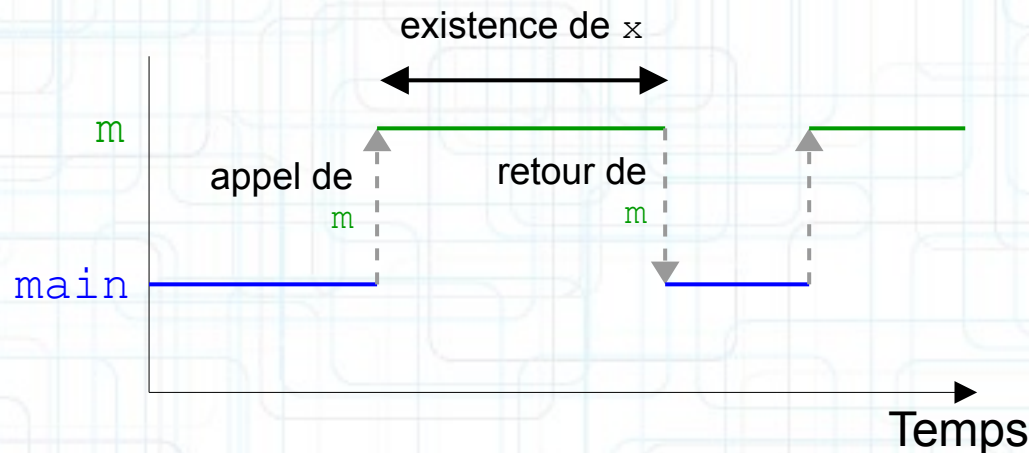 existence de x
m
appel de
m
retour de
m
main
Temps